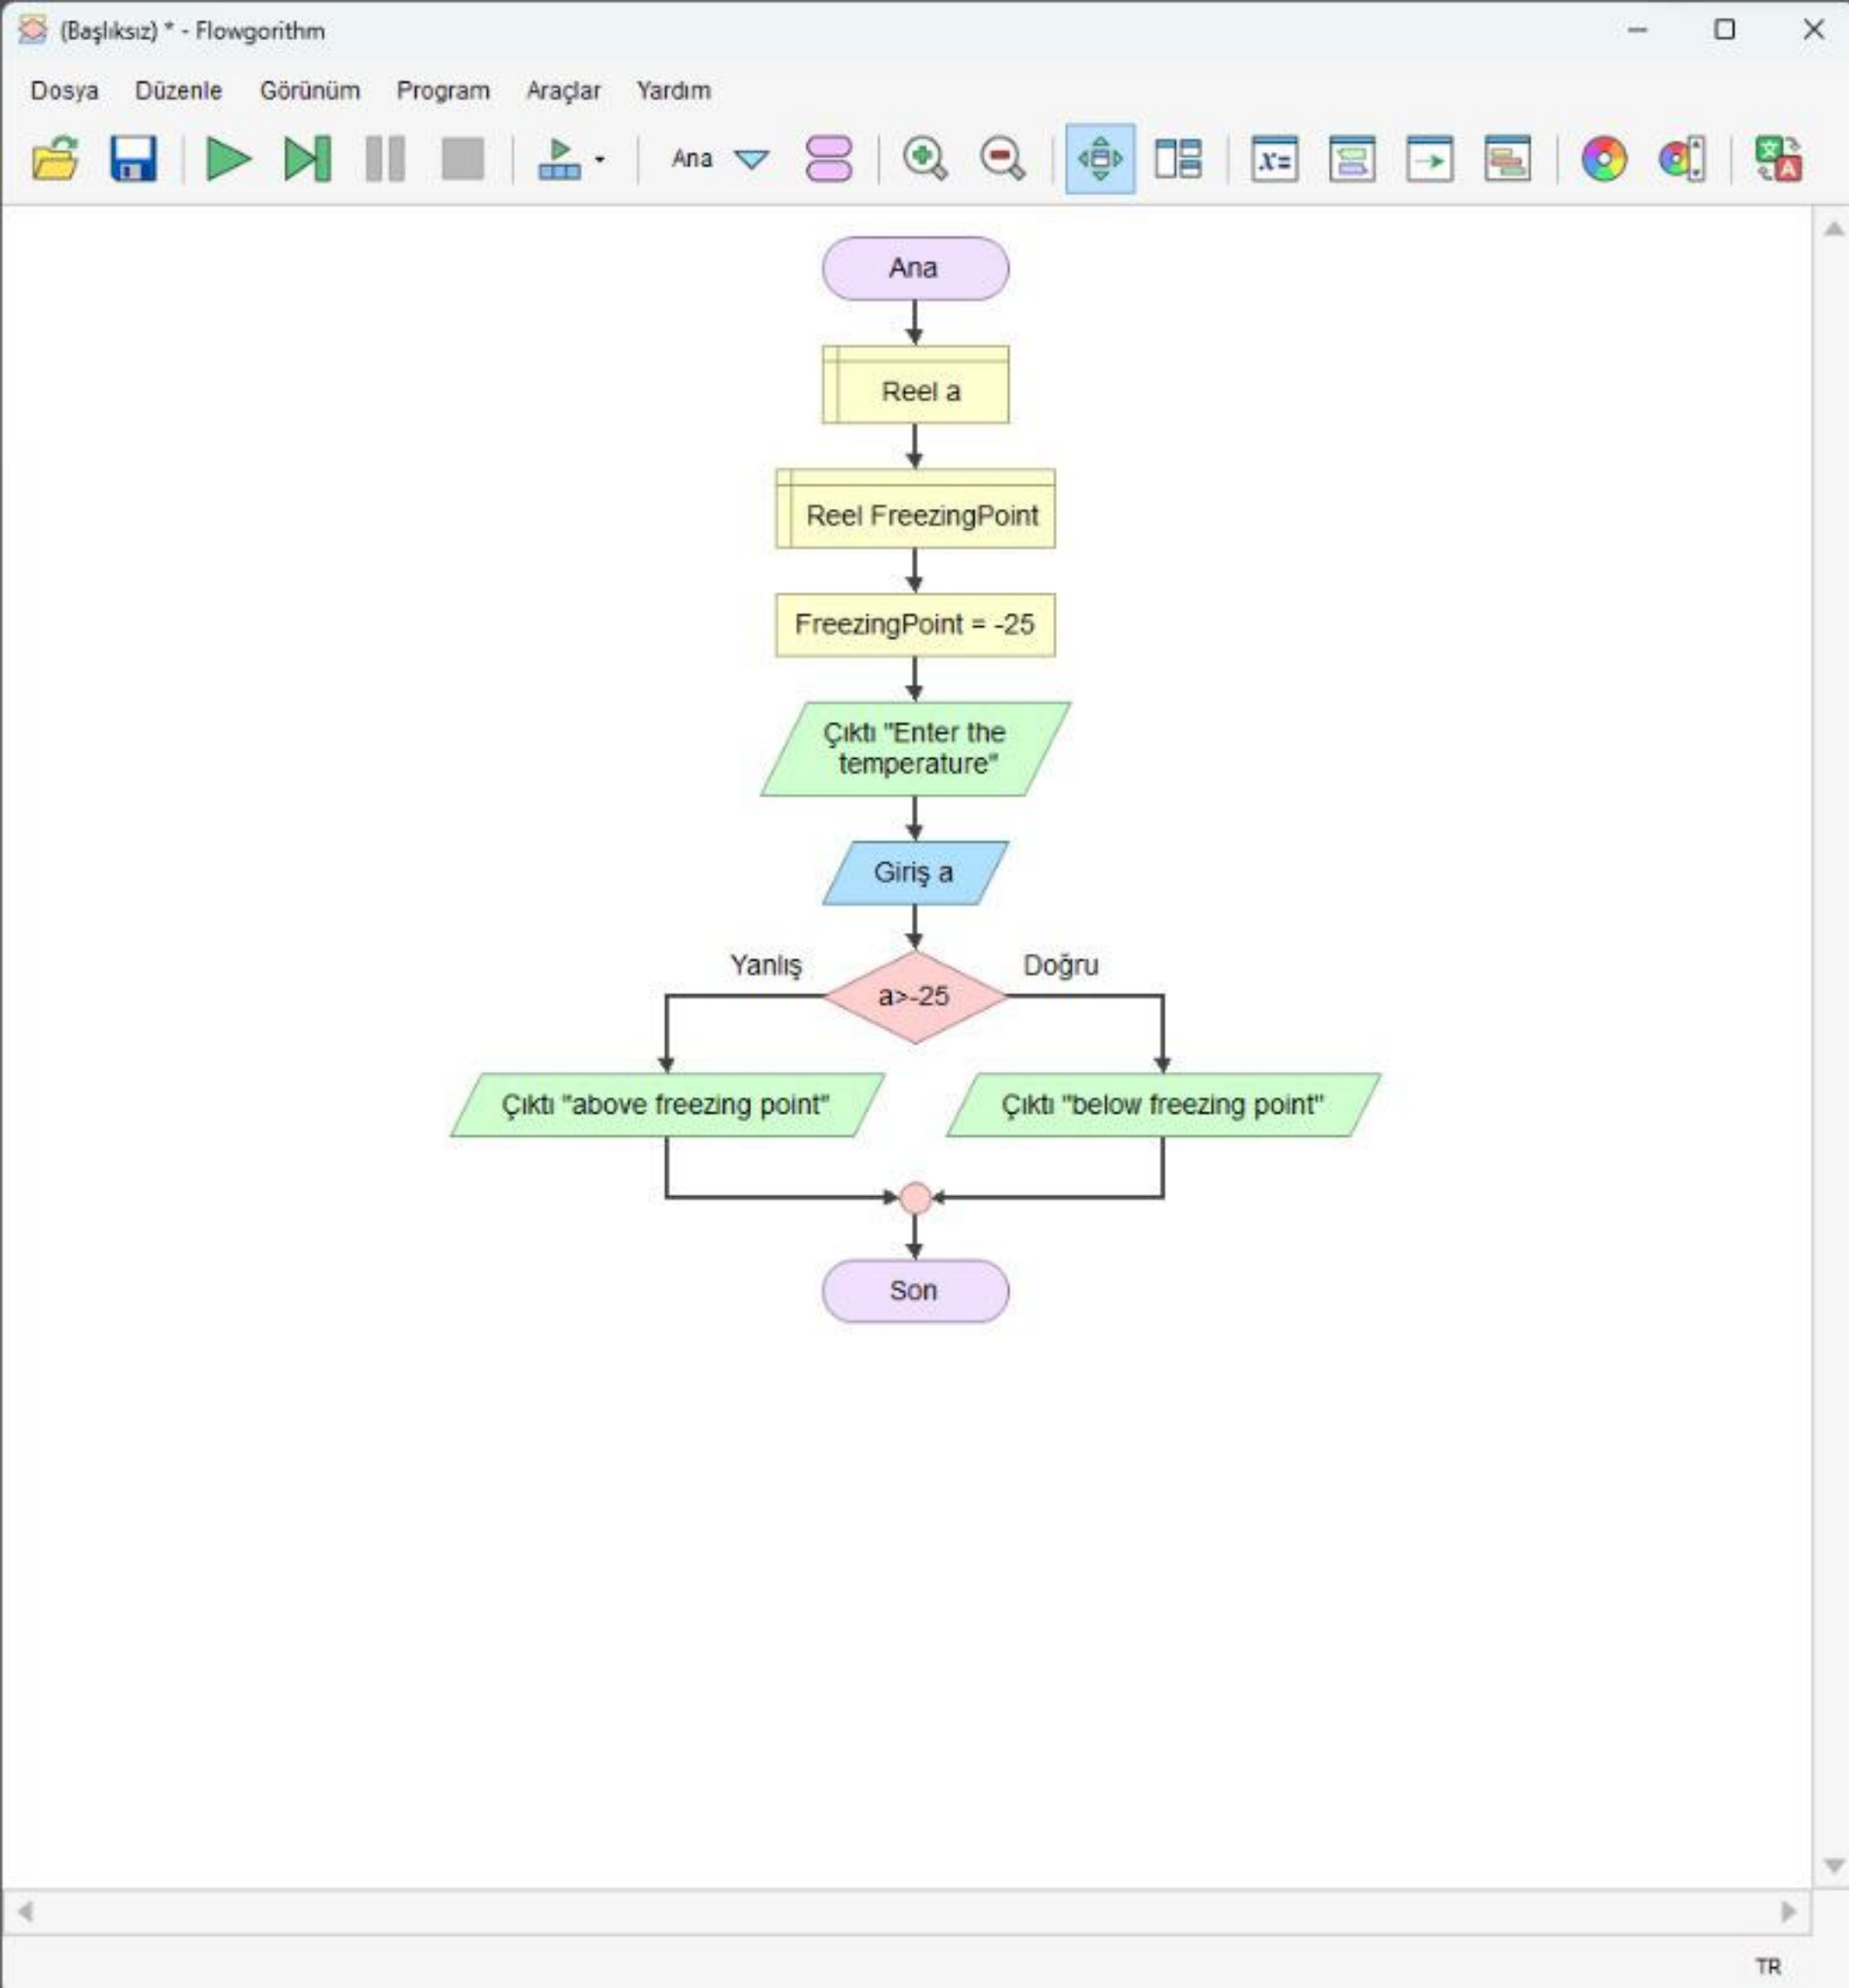 (Başlıksız) * - Flowgorithm
Dosya Düzenle Görünüm Program Araçlar Yardım
Ana
x=
文
A
Ana
Reel a
Reel FreezingPoint
FreezingPoint = -25
Çıktı "Enter the
temperature"
Giriş a
Yanlış
Doğru
a>-25
Çıktı "above freezing point"
Çıktı "below freezing point"
Son
TR